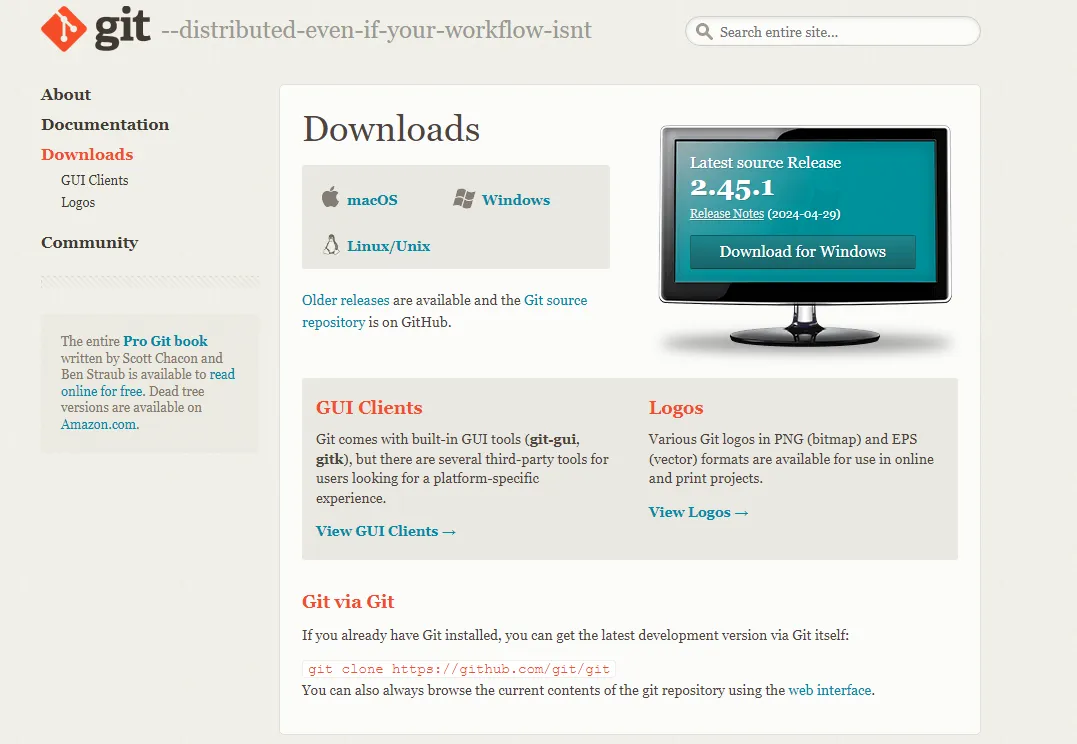 git --distributed-even-if-your-workflow-isnt
Search entire site...
About
Documentation
Downloads
GUI Clients
Logos
Community
The entire Pro Git book
written by Scott Chacon and
Ben Straub is available to read
online for free. Dead tree
versions are available on
Amazon.com.
Downloads
macOS
Windows
Linux/Unix
Older releases are available and the Git source
repository is on GitHub.
Latest source Release
2.45.1
Release Notes (2024-04-29)
Download for Windows
GUI Clients
Git comes with built-in GUI tools (git-gui,
gitk), but there are several third-party tools for
users looking for a platform-specific
experience.
View GUI Clients →
Logos
Various Git logos in PNG (bitmap) and EPS
(vector) formats are available for use in online
and print projects.
View Logos →
Git via Git
If you already have Git installed, you can get the latest development version via Git itself:
git clone https://github.com/git/git
You can also always browse the current contents of the git repository using the web interface.